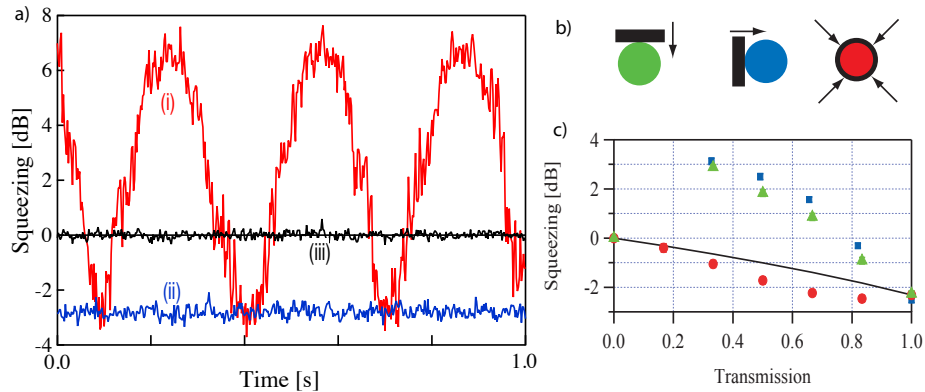 a)
Squeezing [dB]
8
6
4
2
0
-2
-4
(i)
(iii)
(ii)
0.0
1.0
Time [s]
b)
c)
Squeezing [dB]
4
2
0
-2
0.0 0.2 0.4 0.6 0.8 1.0
Transmission